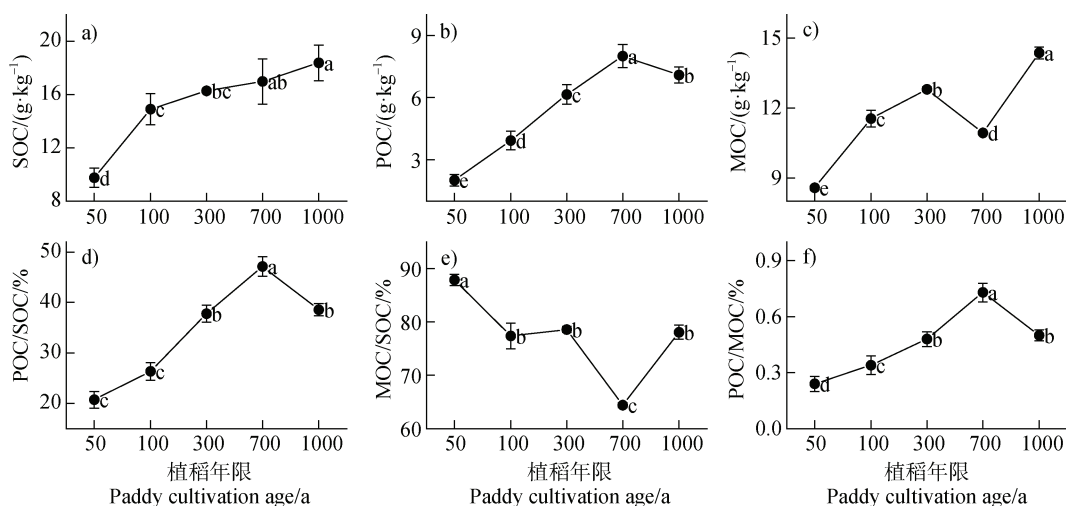 a)
SOC/(g·kg⁻¹)
20
16
12
8
d
c
bc
ab
a
50 100 300 700 1000
b)
POC/(g·kg⁻¹)
9
6
3
e
d
c
a
b
50 100 300 700 1000
c)
MOC/(g·kg⁻¹)
15
12
9
e
c
b
d
a
50 100 300 700 1000
d)
POC/SOC/%
50
40
30
20
c
c
b
a
b
50 100 300 700 1000
植稻年限
Paddy cultivation age/a
e)
MOC/SOC/%
90
80
70
60
a
b
b
c
b
50 100 300 700 1000
植稻年限
Paddy cultivation age/a
f)
POC/MOC/%
0.9
0.6
0.3
0.0
d
c
b
a
b
50 100 300 700 1000
植稻年限
Paddy cultivation age/a